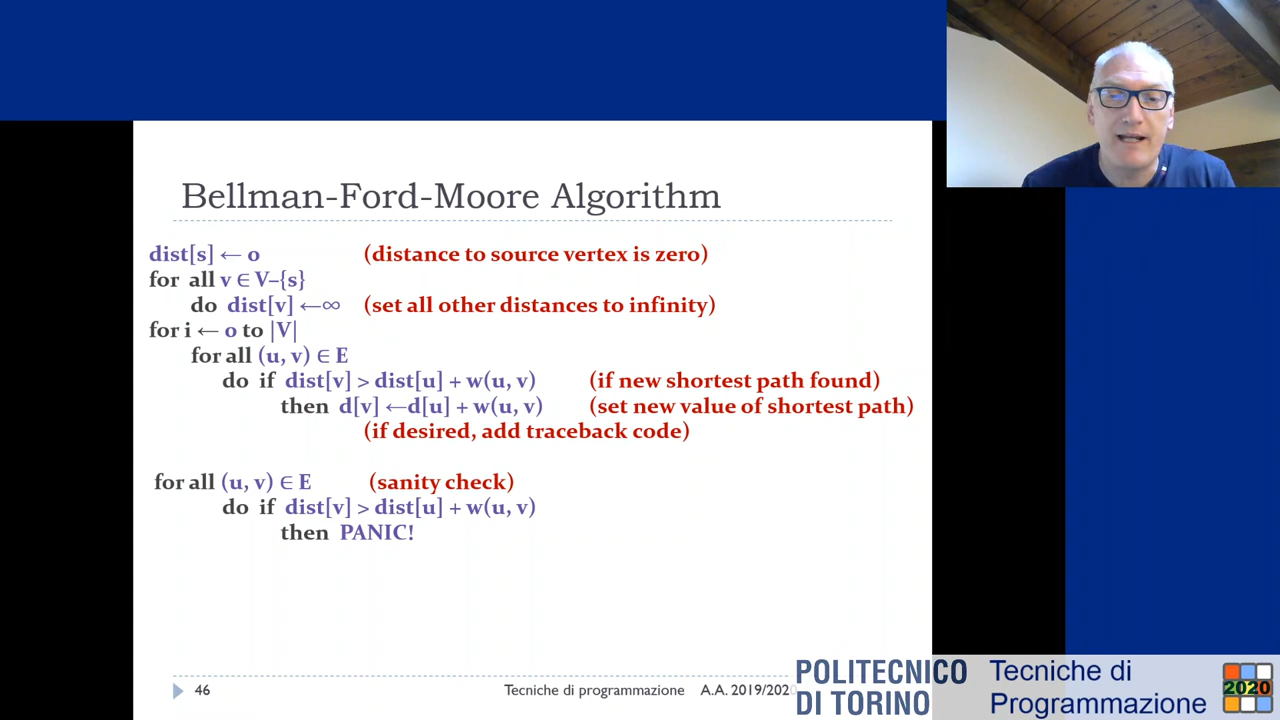 Bellman-Ford-Moore Algorithm
dist[s] ← 0 (distance to source vertex is zero)
for all v ∈ V–{s}
do dist[v] ←∞ (set all other distances to infinity)
for i ← 0 to |V|
for all (u, v) ∈ E
do if dist[v] > dist[u] + w(u, v) (if new shortest path found)
then d[v] ←d[u] + w(u, v) (set new value of shortest path)
(if desired, add traceback code)
for all (u, v) ∈ E (sanity check)
do if dist[v] > dist[u] + w(u, v)
then PANIC!
46 Tecniche di programmazione A.A. 2019/2020
POLITECNICO
DI TORINO
Tecniche di
Programmazione
2020